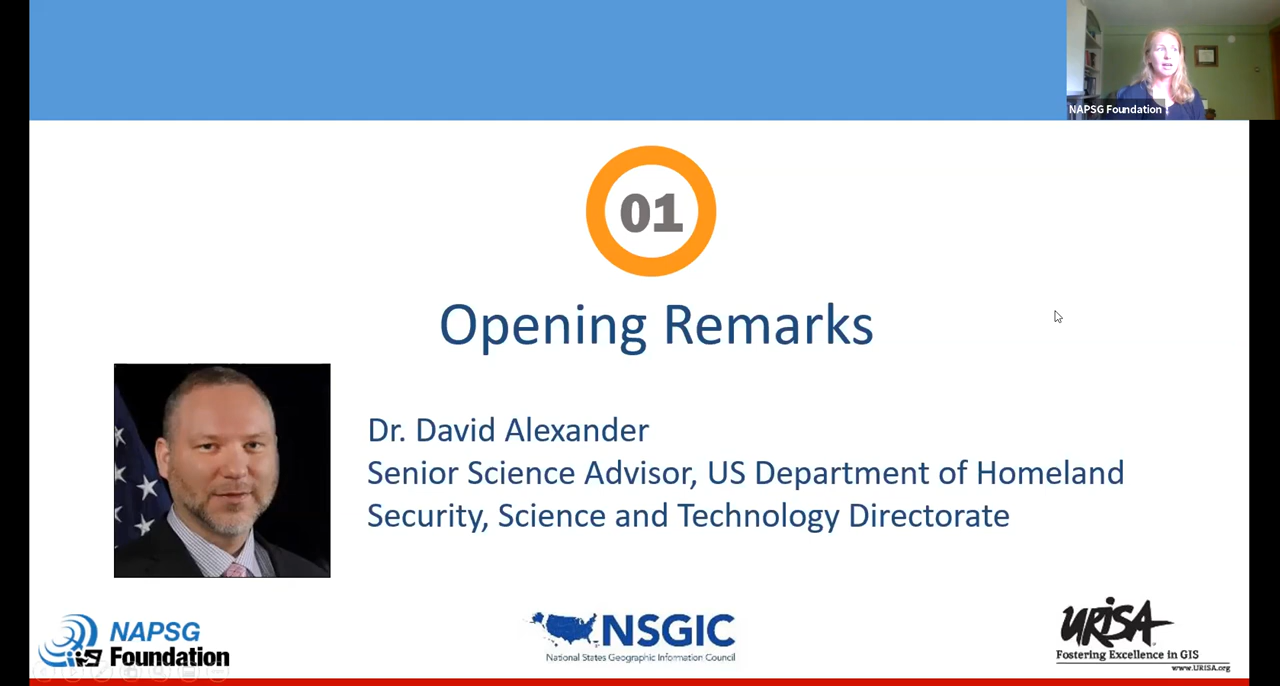 NAPSG Foundation
01
Opening Remarks
Dr. David Alexander
Senior Science Advisor, US Department of Homeland
Security, Science and Technology Directorate
NAPSG
Foundation
NSGIC
National States Geographic Information Council
URISA
Fostering Excellence in GIS
www.URISA.org